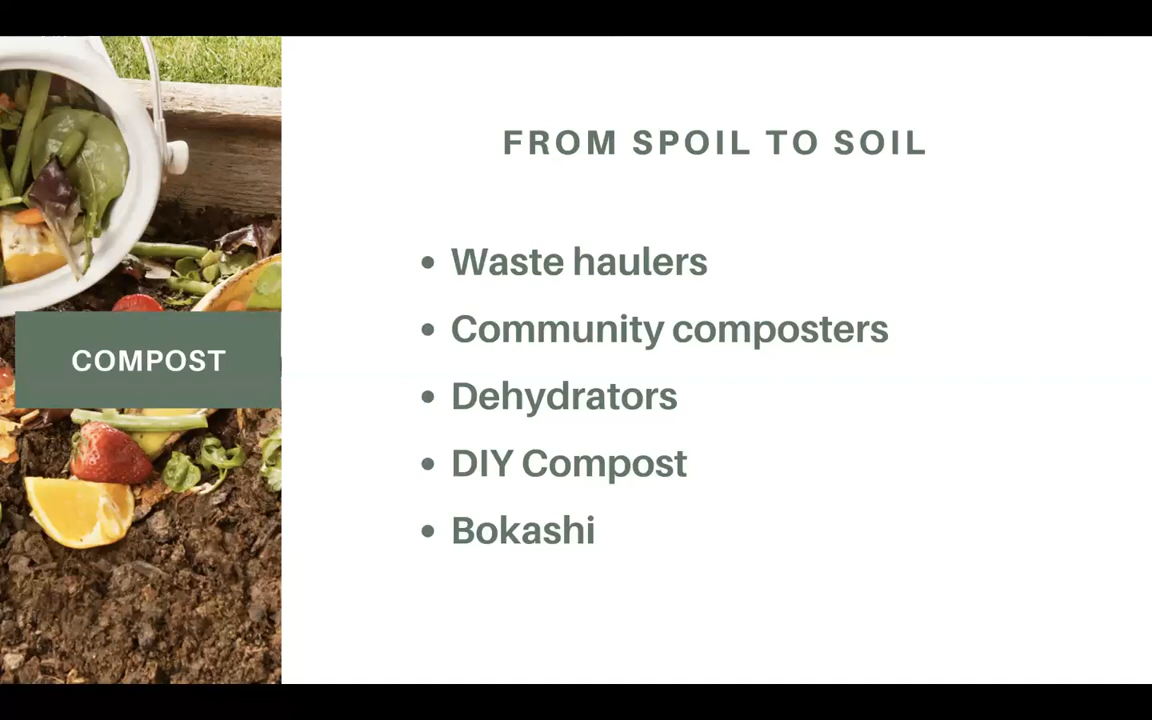 FROM SPOIL TO SOIL
• Waste haulers
• Community composters
• Dehydrators
• DIY Compost
• Bokashi
COMPOST